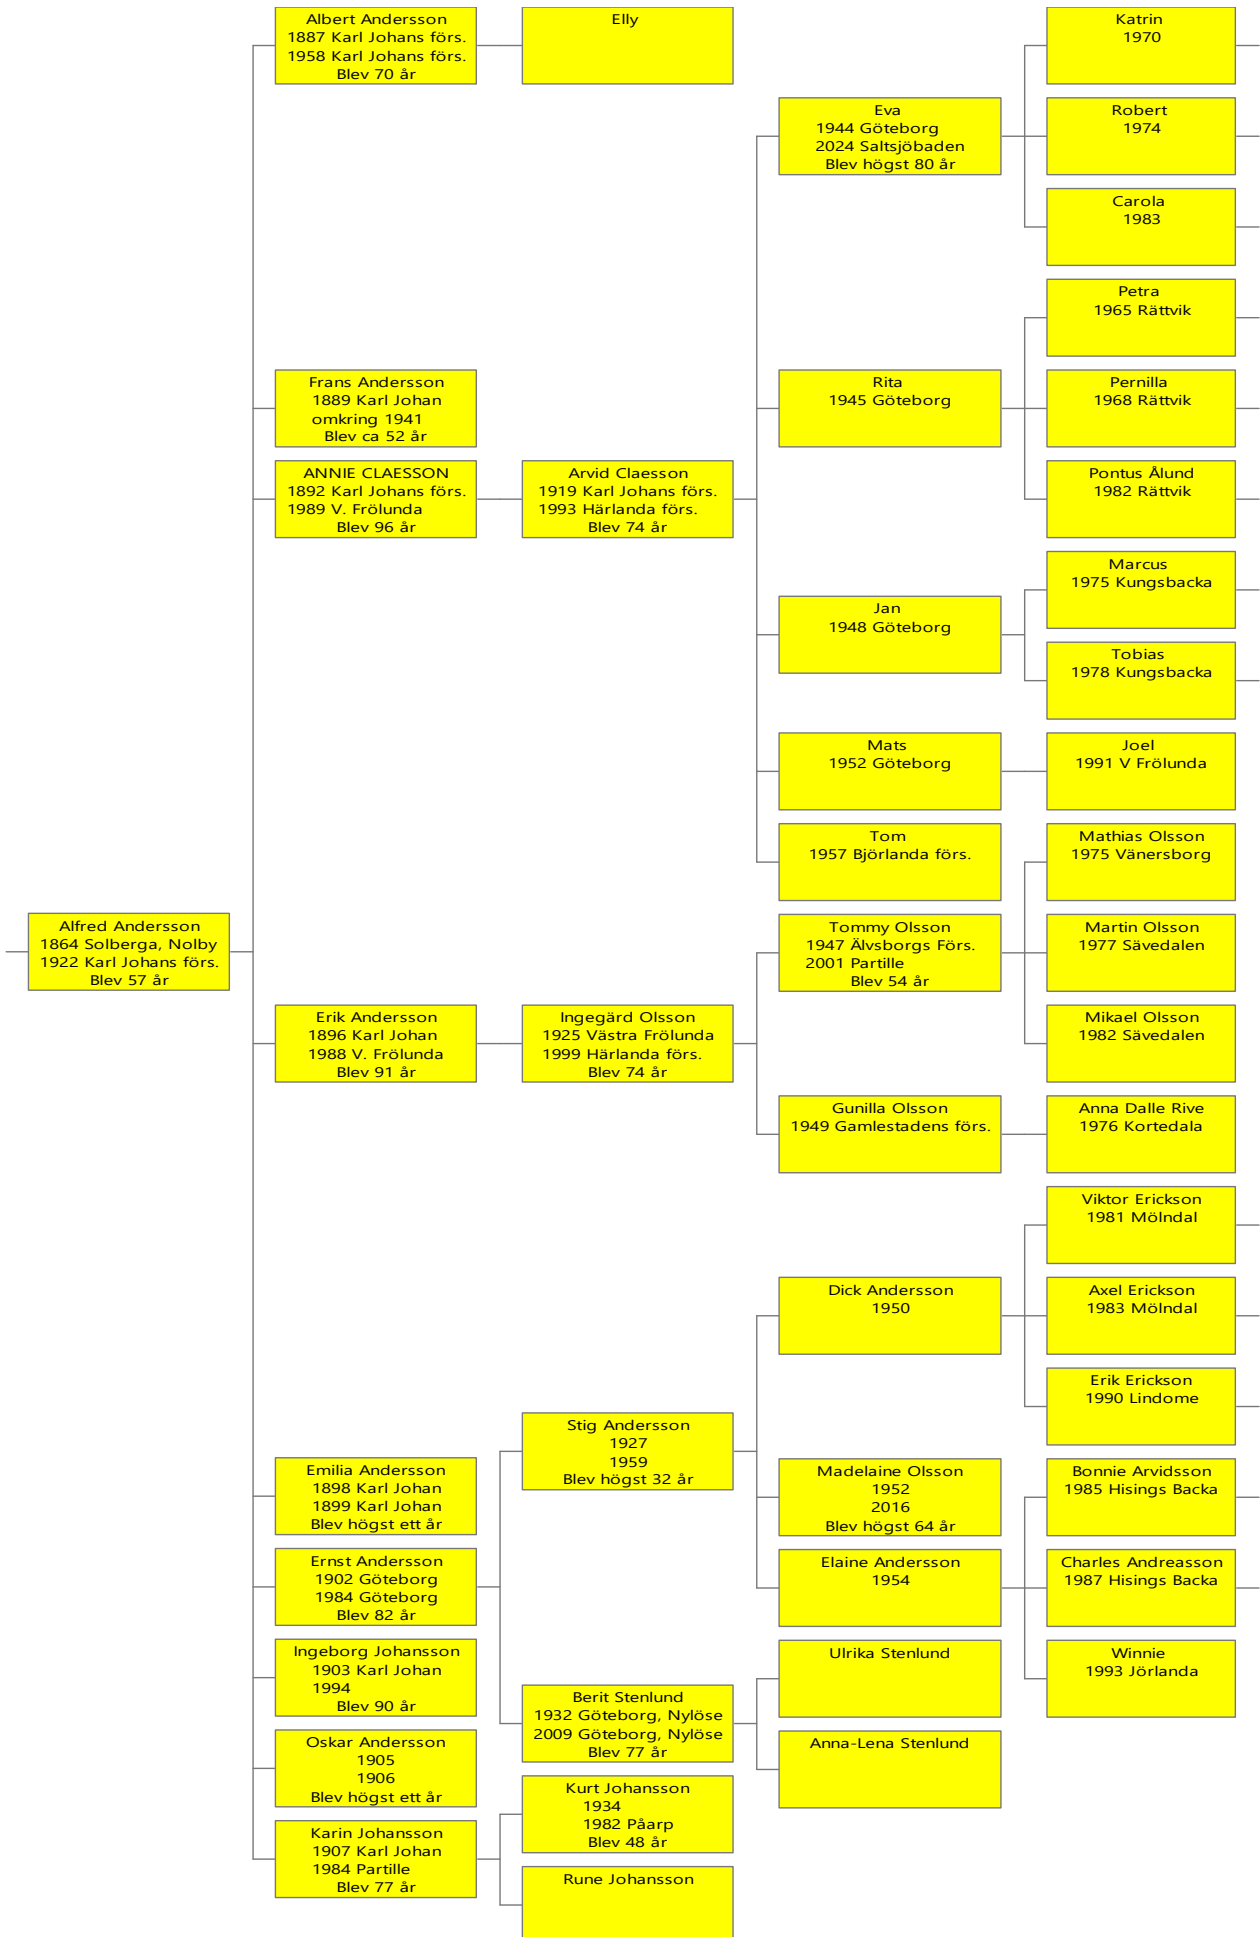 Albert Andersson
1887 Karl Johans förs.
1958 Karl Johans förs.
Blev 70 år
Elly
Katrin
1970
Eva
1944 Göteborg
2024 Saltsjöbaden
Blev högst 80 år
Robert
1974
Carola
1983
Petra
1965 Rättvik
Frans Andersson
1889 Karl Johan
omkring 1941
Blev ca 52 år
Rita
1945 Göteborg
Pernilla
1968 Rättvik
ANNIE CLAESSON
1892 Karl Johans förs.
1989 V. Frölunda
Blev 96 år
Arvid Claesson
1919 Karl Johans förs.
1993 Härlanda förs.
Blev 74 år
Pontus Ålund
1982 Rättvik
Marcus
1975 Kungsbacka
Jan
1948 Göteborg
Tobias
1978 Kungsbacka
Mats
1952 Göteborg
Joel
1991 V Frölunda
Tom
1957 Björlanda förs.
Mathias Olsson
1975 Vänersborg
Alfred Andersson
1864 Solberga, Nolby
1922 Karl Johans förs.
Blev 57 år
Tommy Olsson
1947 Älvsborgs Förs.
2001 Partille
Blev 54 år
Martin Olsson
1977 Sävedalen
Erik Andersson
1896 Karl Johan
1988 V. Frölunda
Blev 91 år
Ingegärd Olsson
1925 Västra Frölunda
1999 Härlanda förs.
Blev 74 år
Mikael Olsson
1982 Sävedalen
Gunilla Olsson
1949 Gamlestadens förs.
Anna Dalle Rive
1976 Kortedala
Viktor Erickson
1981 Mölndal
Dick Andersson
1950
Axel Erickson
1983 Mölndal
Erik Erickson
1990 Lindome
Stig Andersson
1927
1959
Blev högst 32 år
Emilia Andersson
1898 Karl Johan
1899 Karl Johan
Blev högst ett år
Madelaine Olsson
1952
2016
Blev högst 64 år
Bonnie Arvidsson
1985 Hisings Backa
Ernst Andersson
1902 Göteborg
1984 Göteborg
Blev 82 år
Elaine Andersson
1954
Charles Andreasson
1987 Hisings Backa
Ingeborg Johansson
1903 Karl Johan
1994
Blev 90 år
Ulrika Stenlund
Winnie
1993 Jörlanda
Berit Stenlund
1932 Göteborg, Nylöse
2009 Göteborg, Nylöse
Blev 77 år
Oskar Andersson
1905
1906
Blev högst ett år
Anna-Lena Stenlund
Kurt Johansson
1934
1982 Påarp
Blev 48 år
Karin Johansson
1907 Karl Johan
1984 Partille
Blev 77 år
Rune Johansson